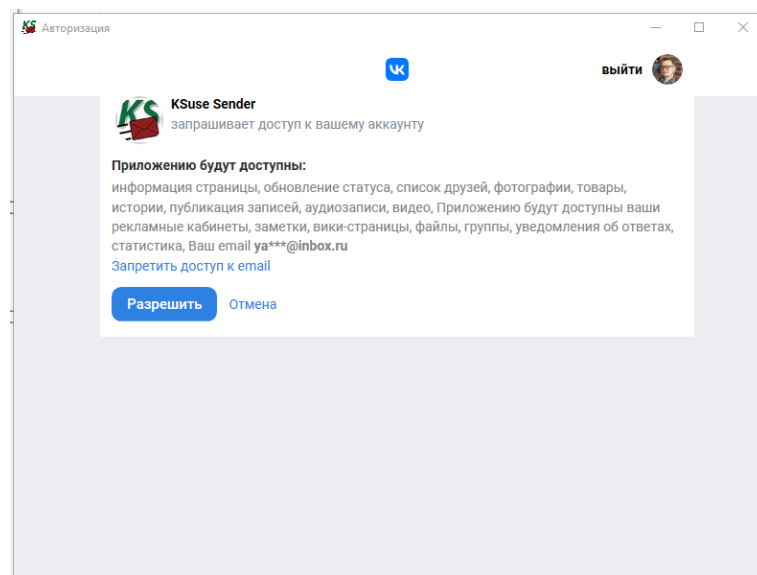 KS Авторизация
VK выйти
KS KSuse Sender
запрашивает доступ к вашему аккаунту
Приложению будут доступны:
информация страницы, обновление статуса, список друзей, фотографии, товары,
истории, публикация записей, аудиозаписи, видео, Приложению будут доступны ваши
рекламные кабинеты, заметки, вики-страницы, файлы, группы, уведомления об ответах,
статистика, Ваш email ya***@inbox.ru
Запретить доступ к email
Разрешить Отмена